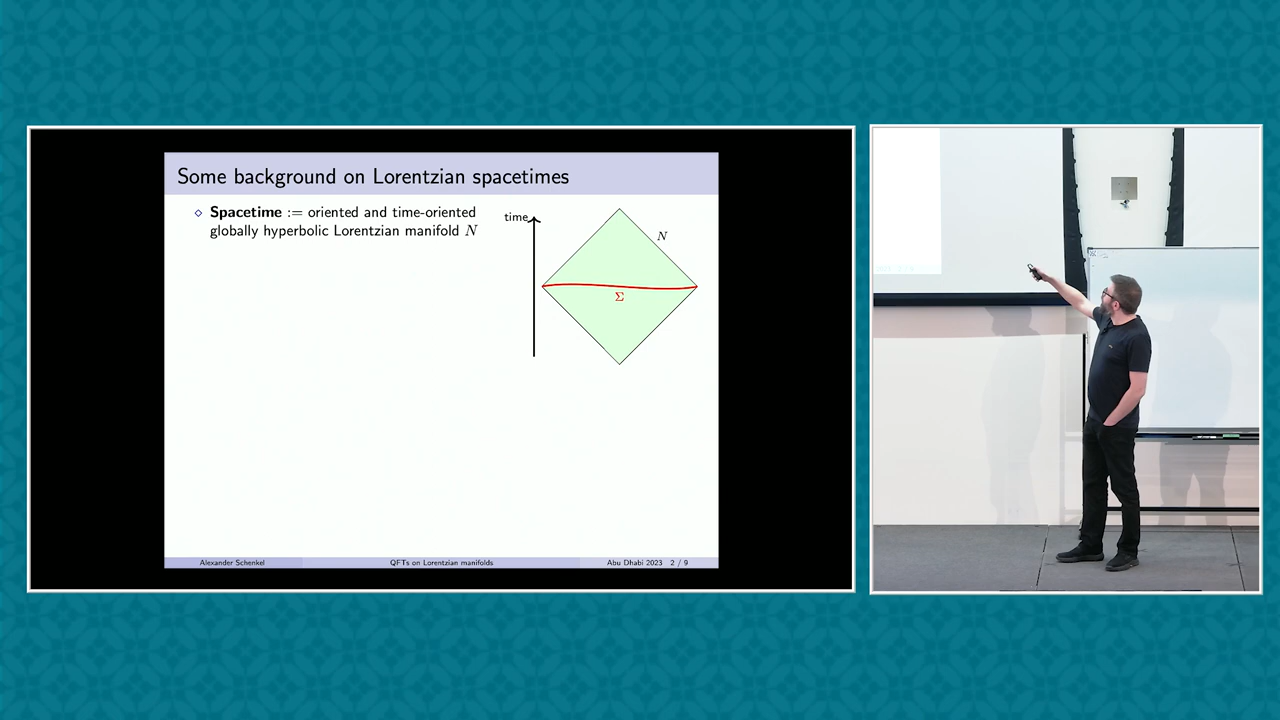 Some background on Lorentzian spacetimes
⋄ Spacetime := oriented and time-oriented
globally hyperbolic Lorentzian manifold N
time
N
Σ
Alexander Schenkel
QFTs on Lorentzian manifolds
Abu Dhabi 2023 2 / 9